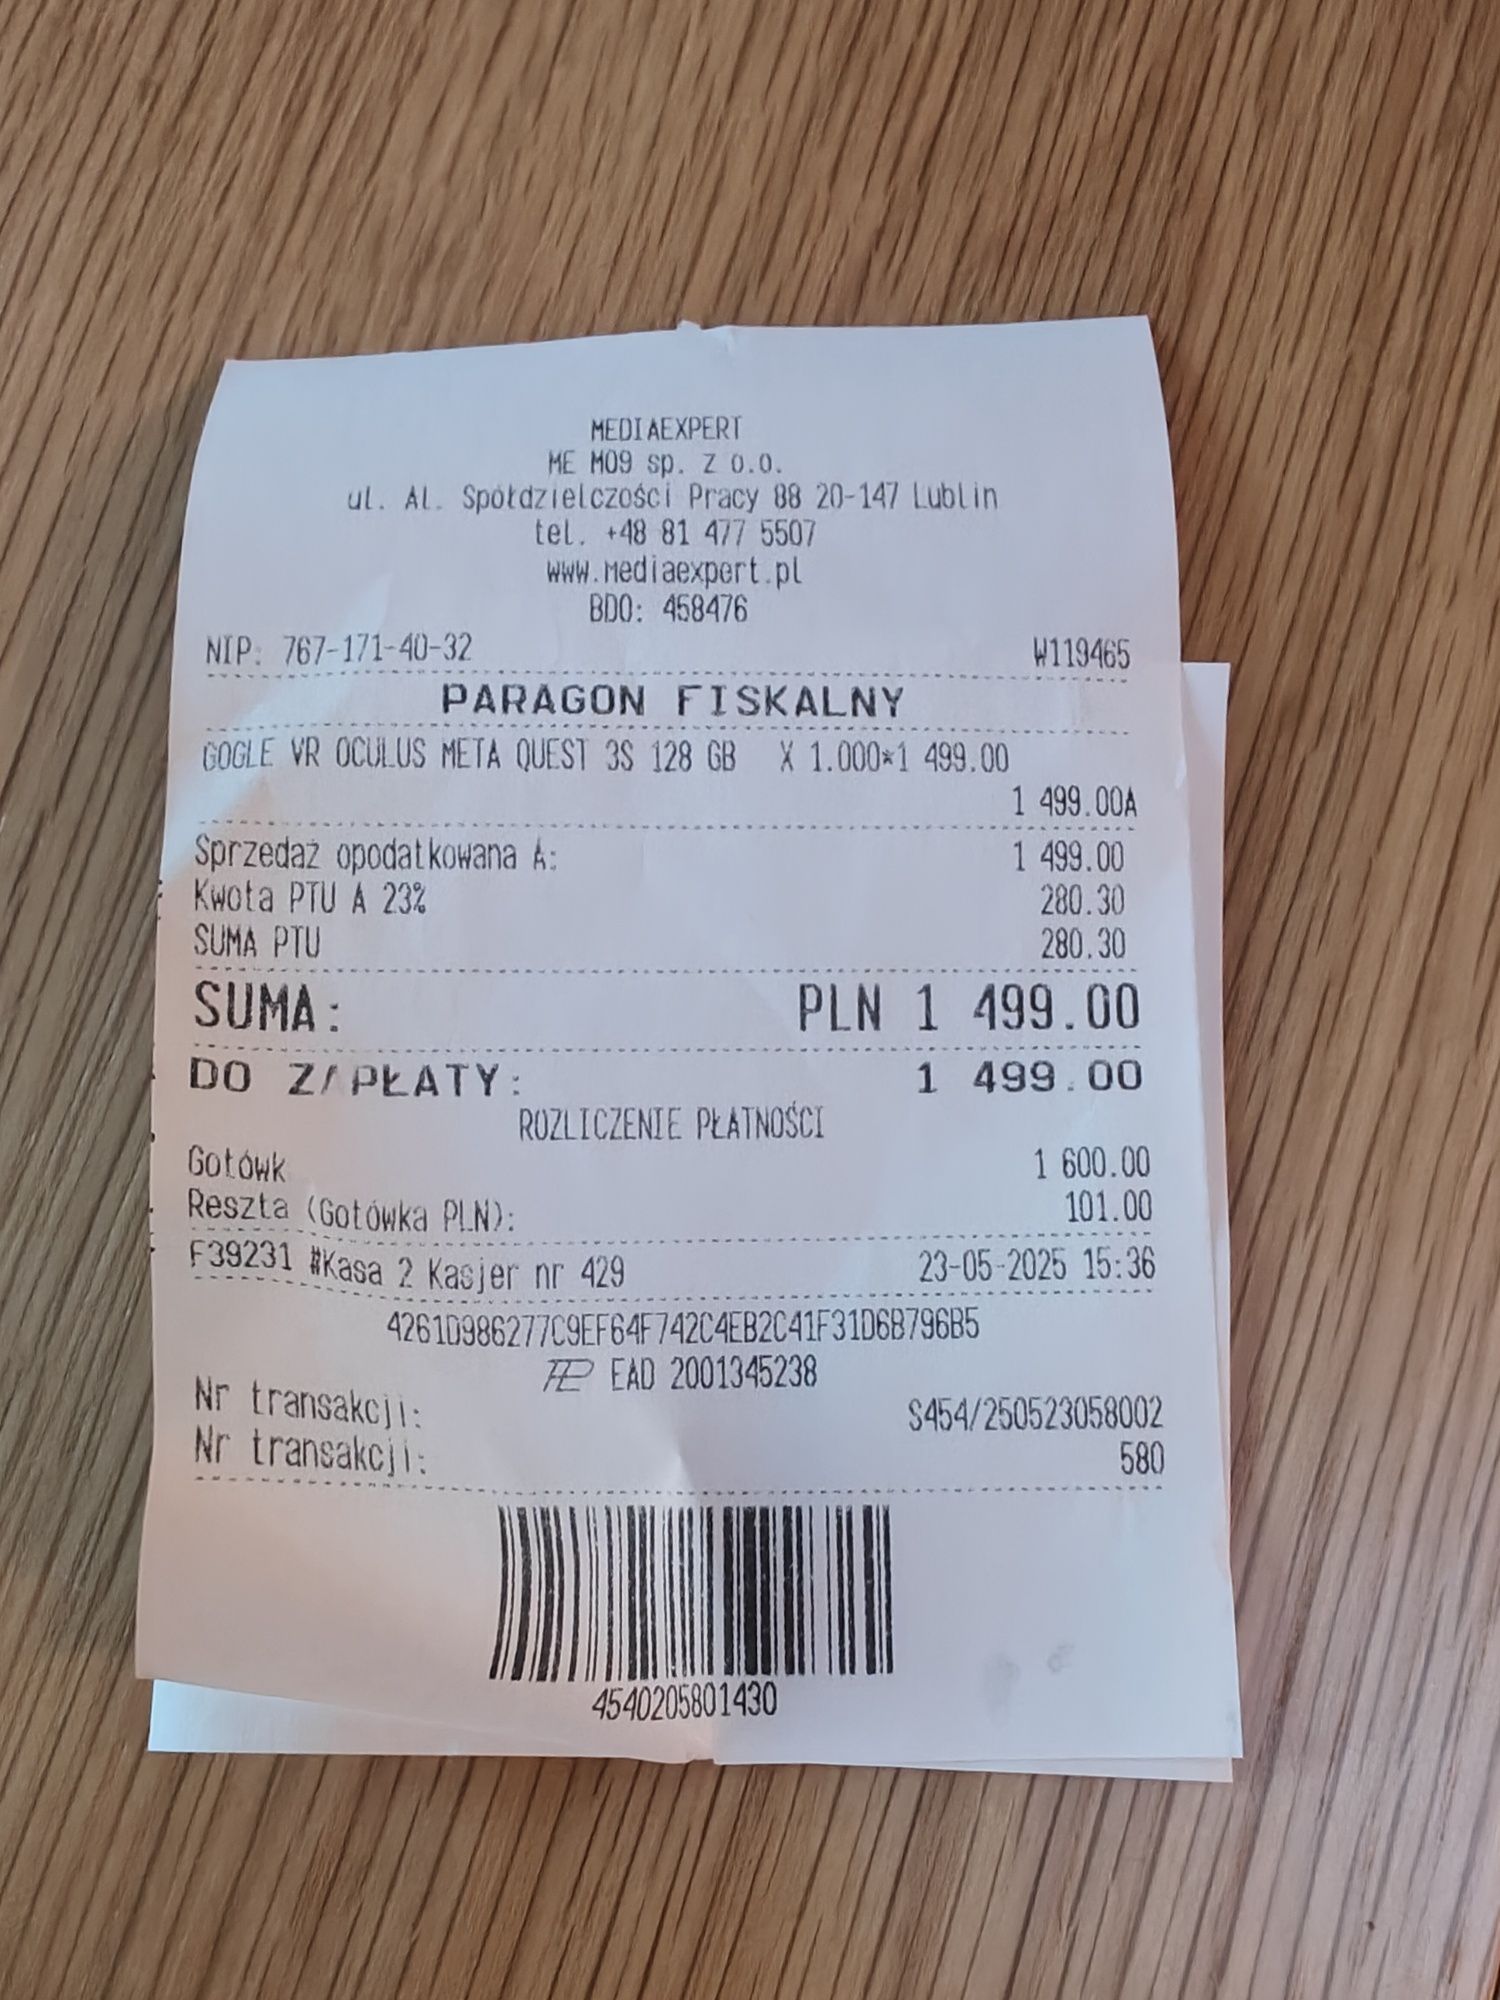 MEDIAEXPERT
ME M09 sp. z o.o.
ul. Al. Spółdzielczości Pracy 88 20-147 Lublin
tel. +48 81 477 5507
www.mediaexpert.pl
BDO: 458476
NIP: 767-171-40-32 W119465
PARAGON FISKALNY
GOGLE VR OCULUS META QUEST 3S 128 GB X 1.000*1 499.00
1 499.00A
Sprzedaż opodatkowana A: 1 499.00
Kwota PTU A 23% 280.30
SUMA PTU 280.30
SUMA: PLN 1 499.00
DO ZAPŁATY: 1 499.00
ROZLICZENIE PŁATNOŚCI
Gotówk 1 600.00
Reszta (Gotówka PLN): 101.00
F39231 #Kasa 2 Kasjer nr 429 23-05-2025 15:36
4261D986277C9EF64F742C4EB2C41F31D6B796B5
EAD 2001345238
Nr transakcji: S454/250523058002
Nr transakcji: 580
4540205801430